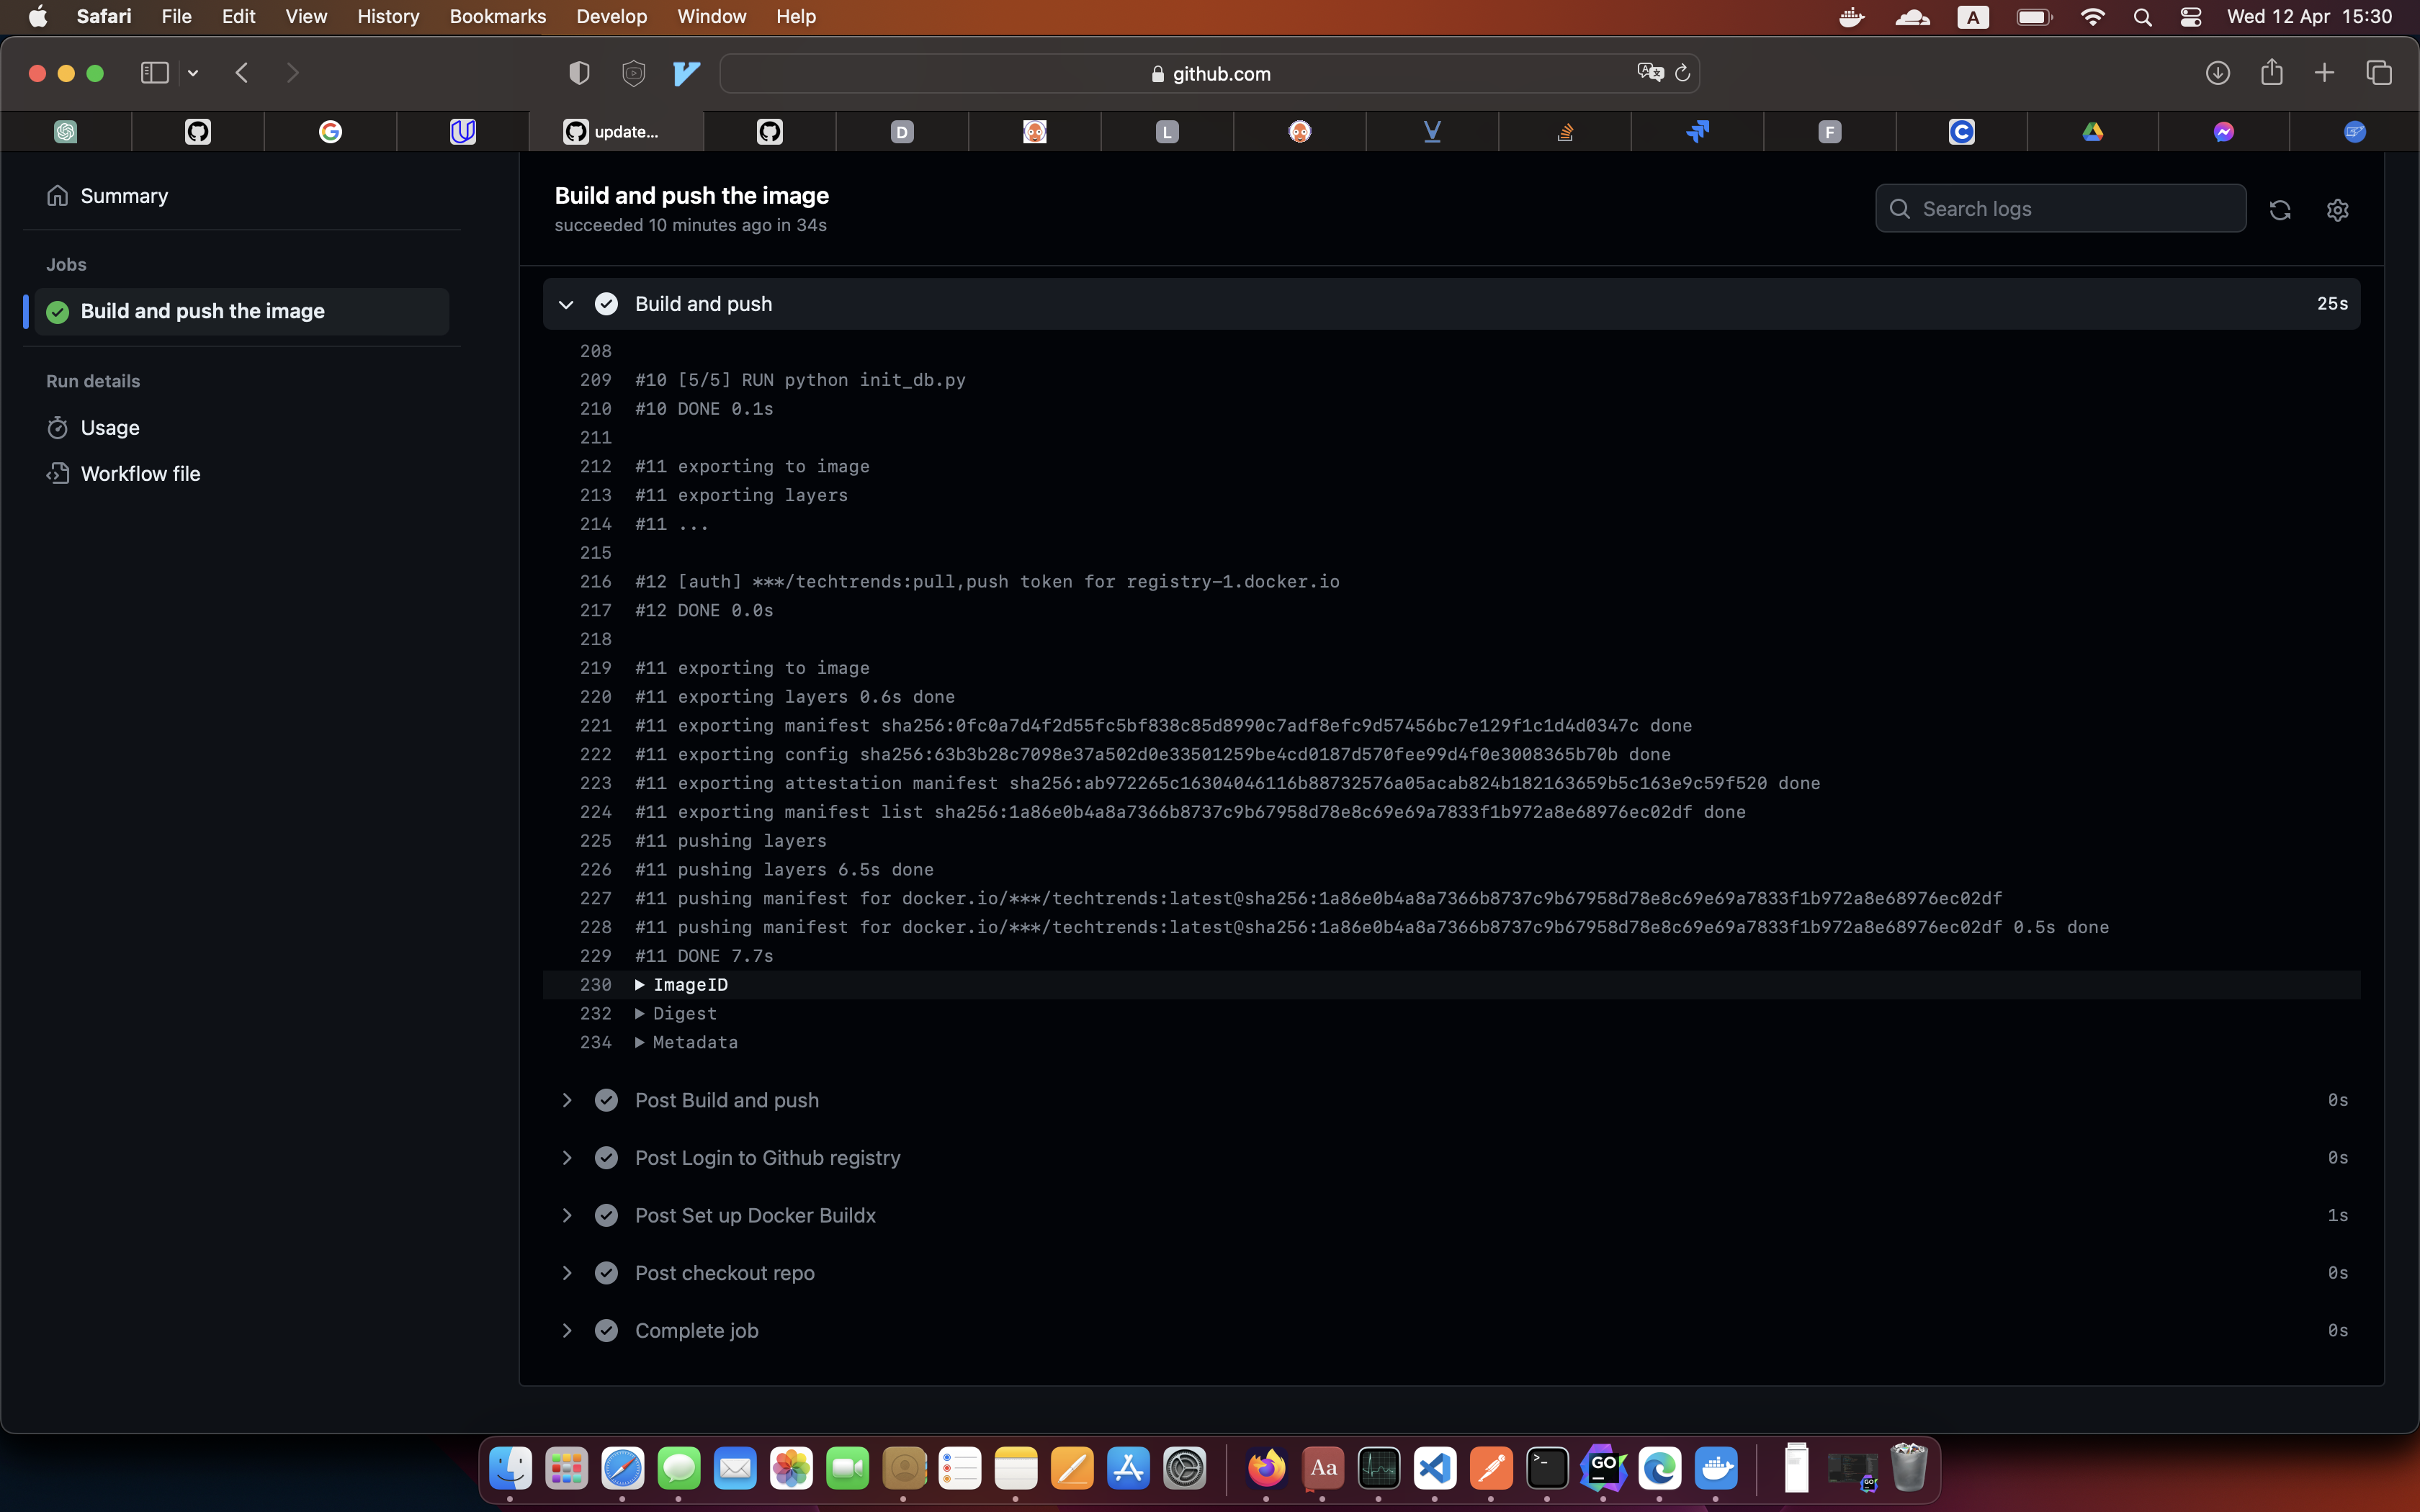 Safari File Edit View History Bookmarks Develop Window Help A Wed 12 Apr 15:30
github.com
update... D L F
Summary
Jobs
Build and push the image
Run details
Usage
Workflow file
Build and push the image
succeeded 10 minutes ago in 34s
Search logs
Build and push 25s
208
209 #10 [5/5] RUN python init_db.py
210 #10 DONE 0.1s
211
212 #11 exporting to image
213 #11 exporting layers
214 #11 ...
215
216 #12 [auth] ***/techtrends:pull,push token for registry-1.docker.io
217 #12 DONE 0.0s
218
219 #11 exporting to image
220 #11 exporting layers 0.6s done
221 #11 exporting manifest sha256:0fc0a7d4f2d55fc5bf838c85d8990c7adf8efc9d57456bc7e129f1c1d4d0347c done
222 #11 exporting config sha256:63b3b28c7098e37a502d0e33501259be4cd0187d570fee99d4f0e3008365b70b done
223 #11 exporting attestation manifest sha256:ab972265c16304046116b88732576a05acab824b182163659b5c163e9c59f520 done
224 #11 exporting manifest list sha256:1a86e0b4a8a7366b8737c9b67958d78e8c69e69a7833f1b972a8e68976ec02df done
225 #11 pushing layers
226 #11 pushing layers 6.5s done
227 #11 pushing manifest for docker.io/***/techtrends:latest@sha256:1a86e0b4a8a7366b8737c9b67958d78e8c69e69a7833f1b972a8e68976ec02df
228 #11 pushing manifest for docker.io/***/techtrends:latest@sha256:1a86e0b4a8a7366b8737c9b67958d78e8c69e69a7833f1b972a8e68976ec02df 0.5s done
229 #11 DONE 7.7s
230 ▶ ImageID
232 ▶ Digest
234 ▶ Metadata
Post Build and push 0s
Post Login to Github registry 0s
Post Set up Docker Buildx 1s
Post checkout repo 0s
Complete job 0s
Aa >_ GO